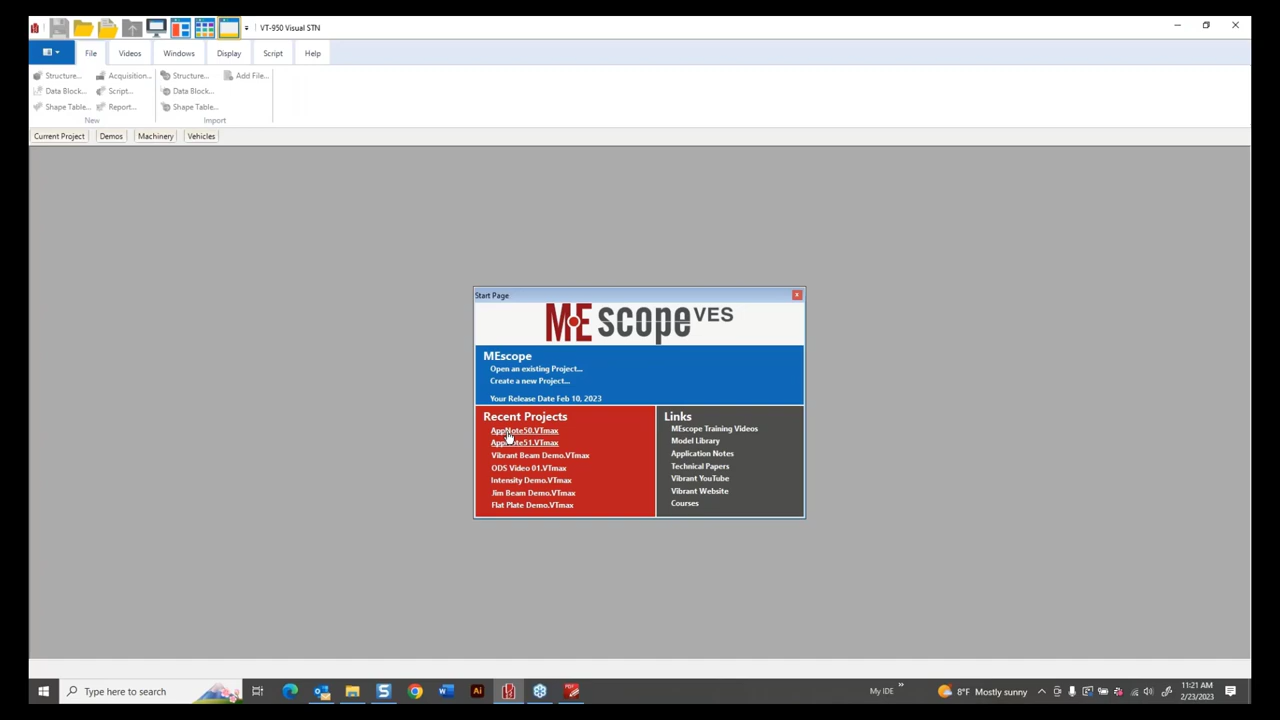 VT-950 Visual STN
File Videos Windows Display Script Help
Structure... Acquisition... Structure... Add File...
Data Block... Script... Data Block...
Shape Table... Report... Shape Table...
New Import
Current Project Demos Machinery Vehicles
Start Page
MEscope VES
MEscope
Open an existing Project...
Create a new Project...
Your Release Date Feb 10, 2023
Recent Projects
AppNote50.VTmax
AppNote51.VTmax
Vibrant Beam Demo.VTmax
ODS Video 01.VTmax
Intensity Demo.VTmax
Jim Beam Demo.VTmax
Flat Plate Demo.VTmax
Links
MEscope Training Videos
Model Library
Application Notes
Technical Papers
Vibrant YouTube
Vibrant Website
Courses
Type here to search
Ai
My IDE
8°F Mostly sunny
11:21 AM
2/23/2023